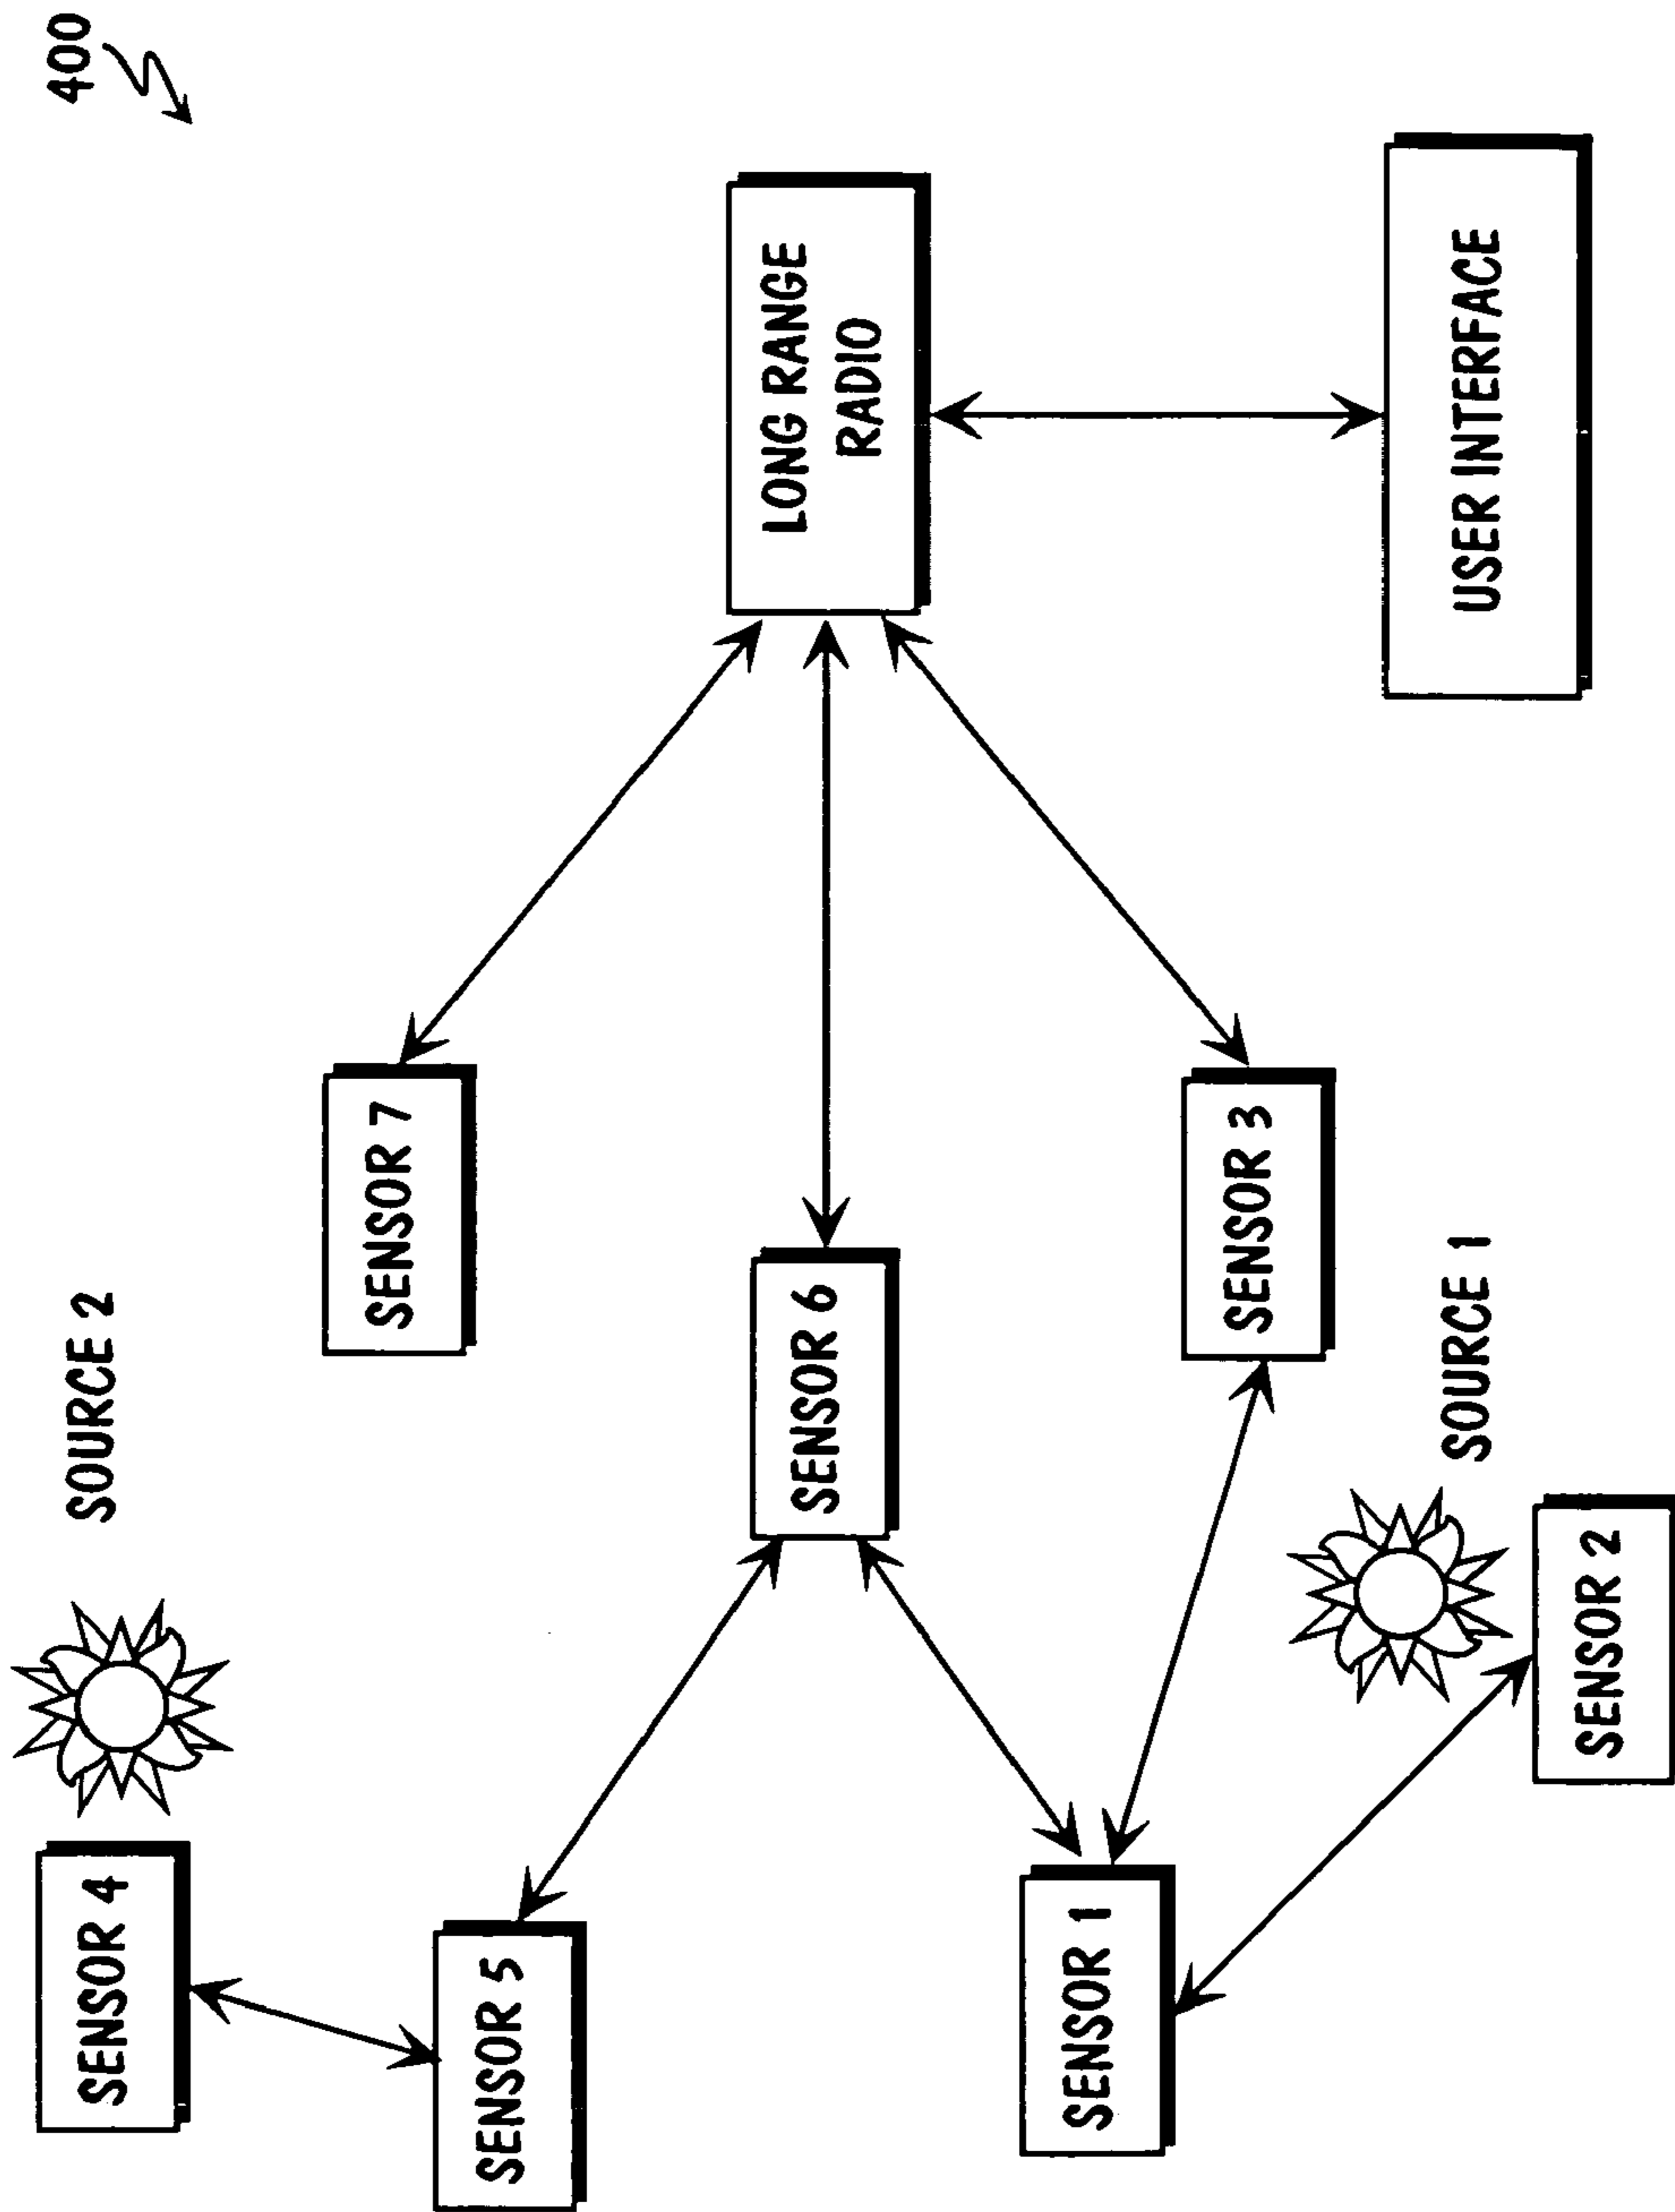 400
SOURCE 2
SENSOR 4
SENSOR 7
SENSOR 5
LONG RANGE
RADIO
SENSOR 6
SENSOR 1
SENSOR 3
SOURCE 1
USER INTERFACE
SENSOR 2